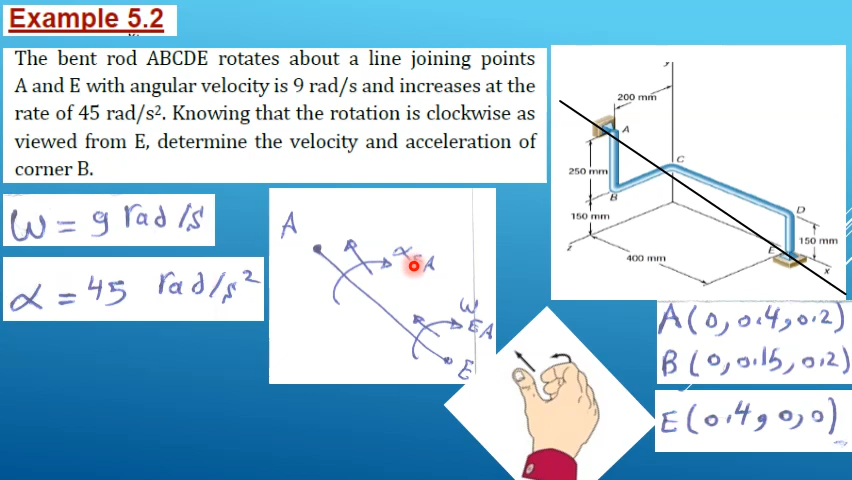 Example 5.2
The bent rod ABCDE rotates about a line joining points
A and E with angular velocity is 9 rad/s and increases at the
rate of 45 rad/s². Knowing that the rotation is clockwise as
viewed from E, determine the velocity and acceleration of
corner B.
ω = 9 rad/s
α = 45 rad/s²
A
α EA
ω EA
E
y
200 mm
A
C
250 mm
B
D
150 mm
150 mm
E
z
400 mm
x
A(0, 0.4, 0.2)
B(0, 0.15, 0.2)
E(0.4, 0, 0)